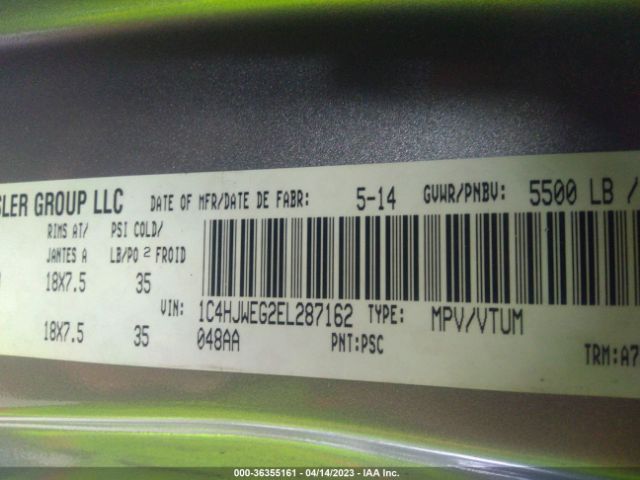 SLER GROUP LLC DATE OF MFR/DATE DE FABR: 5-14 GVWR/PNBV: 5500 LB /
RIMS AT/ PSI COLD/
JANTES A LB/PO 2 FROID
18X7.5 35
VIN: 1C4HJWEG2EL287162 TYPE: MPV/VTUM
18X7.5 35 048AA PNT:PSC TRM:A7
000-36355161 - 04/14/2023 - IAA Inc.